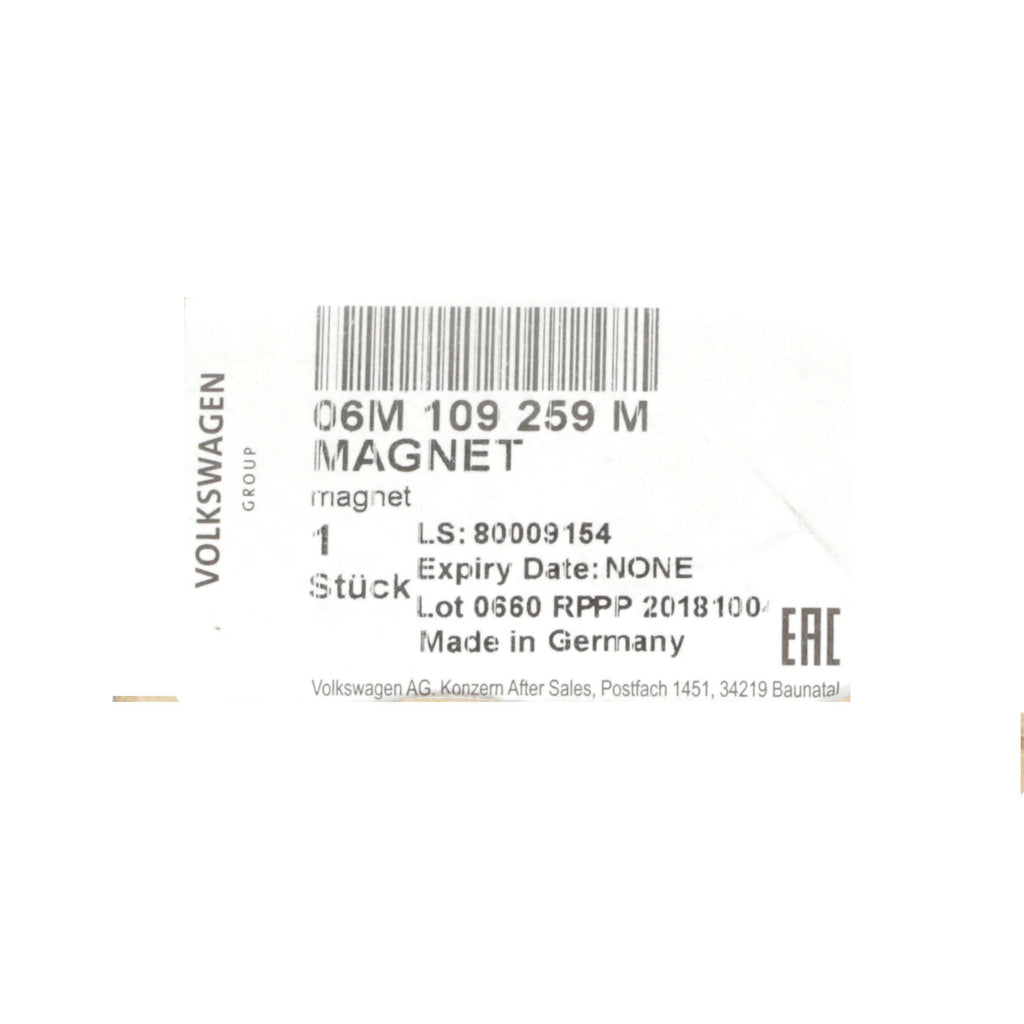 VOLKSWAGEN
GROUP
06M 109 259 M
MAGNET
magnet
1
Stück
LS: 80009154
Expiry Date: NONE
Lot 0660 RPPP 2018100
Made in Germany
EAC
Volkswagen AG. Konzern After Sales, Postfach 1451, 34219 Baunatal